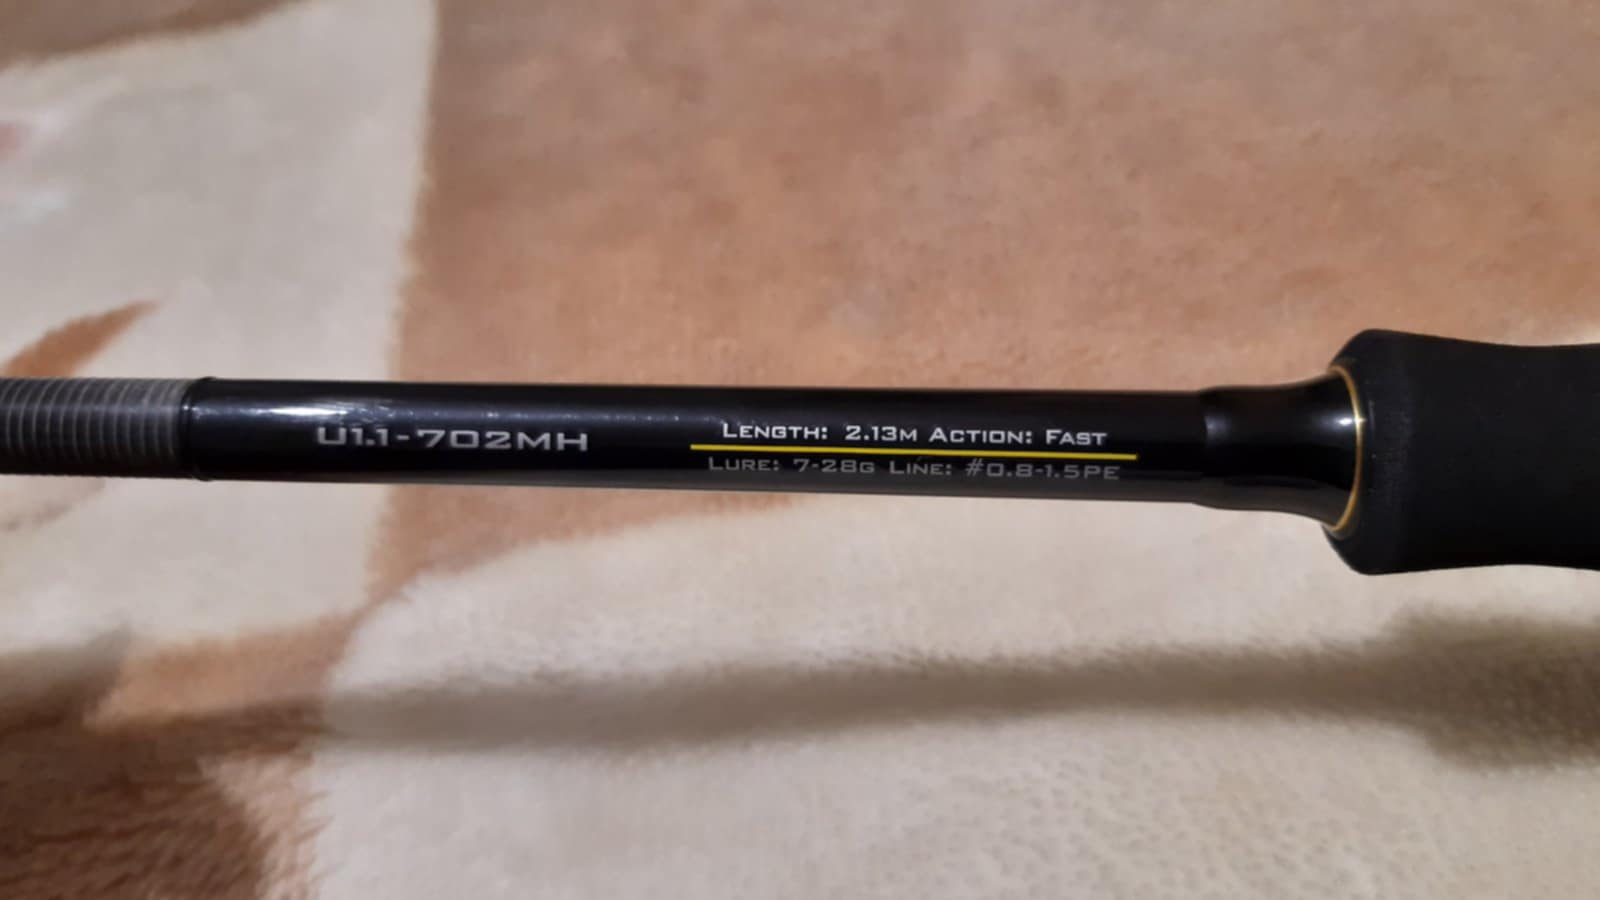 U1.1-702MH
LENGTH: 2.13M ACTION: FAST
LURE: 7-28G LINE: #0.8-1.5PE